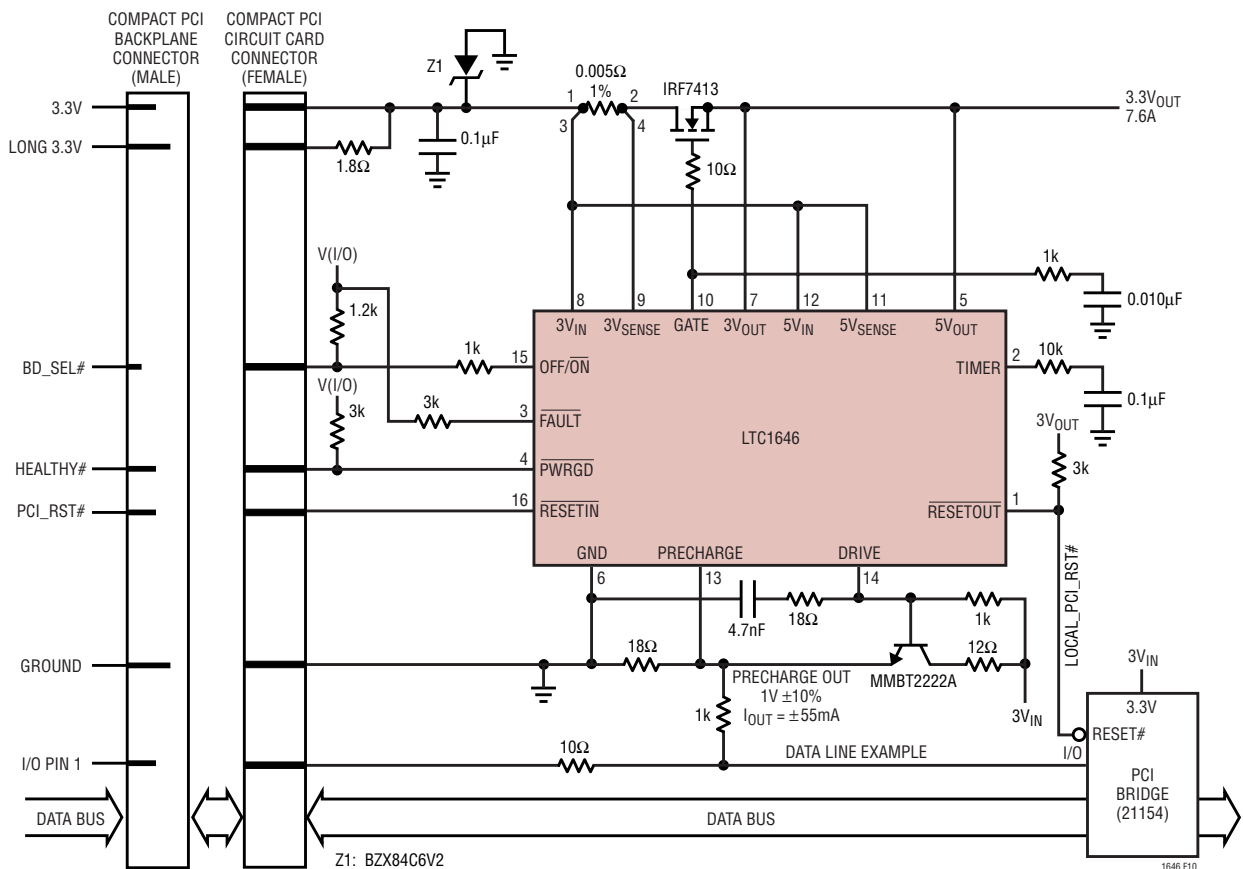 COMPACT PCI
BACKPLANE
CONNECTOR
(MALE)
COMPACT PCI
CIRCUIT CARD
CONNECTOR
(FEMALE)
Z1
0.005Ω
1%
1
2
3
4
IRF7413
3.3V
3.3VOUT
7.6A
LONG 3.3V
1.8Ω
0.1µF
10Ω
V(I/O)
1.2k
1k
0.010µF
8
9
10
7
12
11
5
3VIN
3VSENSE
GATE
3VOUT
5VIN
5VSENSE
5VOUT
BD_SEL#
1k
15
OFF/ON
TIMER
2
10k
0.1µF
V(I/O)
3k
3k
3
FAULT
LTC1646
3VOUT
3k
HEALTHY#
4
PWRGD
PCI_RST#
16
RESETIN
RESETOUT
1
GND
PRECHARGE
DRIVE
6
13
14
4.7nF
18Ω
1k
LOCAL_PCI_RST#
GROUND
18Ω
12Ω
MMBT2222A
PRECHARGE OUT
1V ±10%
IOUT = ±55mA
1k
3VIN
3VIN
3.3V
RESET#
I/O PIN 1
10Ω
DATA LINE EXAMPLE
I/O
PCI
BRIDGE
(21154)
DATA BUS
DATA BUS
Z1: BZX84C6V2
1646 F10